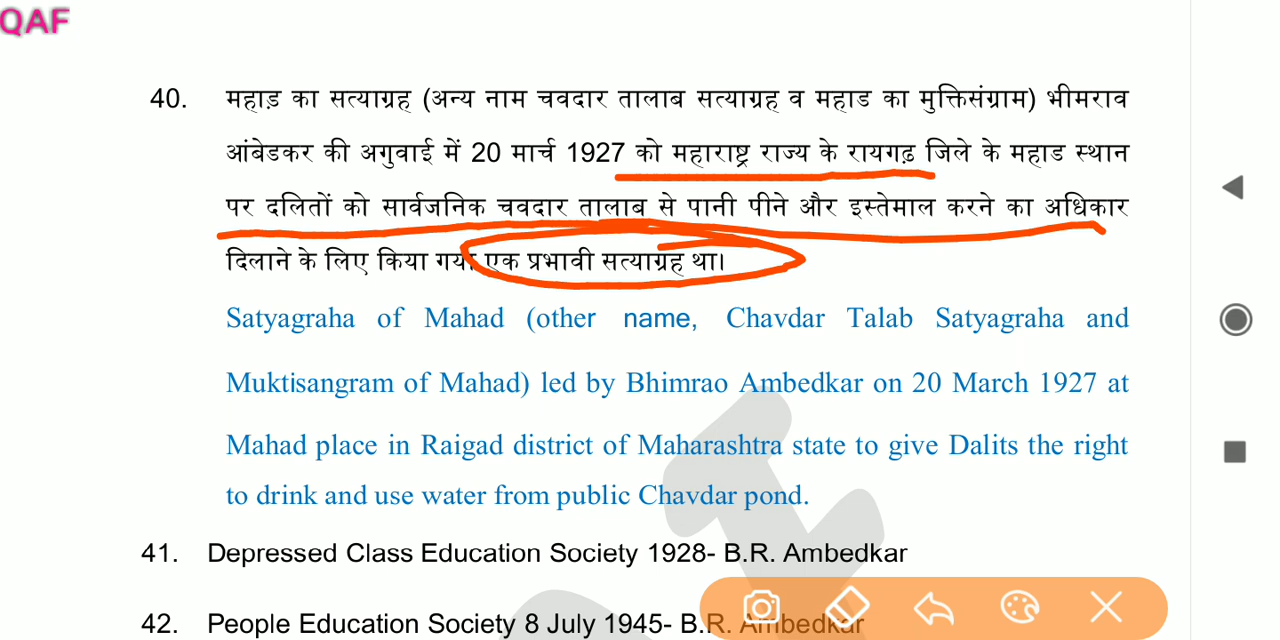 QAF
40. महाड़ का सत्याग्रह (अन्य नाम चवदार तालाब सत्याग्रह व महाड का मुक्तिसंग्राम) भीमराव
आंबेडकर की अगुवाई में 20 मार्च 1927 को महाराष्ट्र राज्य के रायगढ़ जिले के महाड स्थान
पर दलितों को सार्वजनिक चवदार तालाब से पानी पीने और इस्तेमाल करने का अधिकार
दिलाने के लिए किया गया एक प्रभावी सत्याग्रह था।
Satyagraha of Mahad (other name, Chavdar Talab Satyagraha and
Muktisangram of Mahad) led by Bhimrao Ambedkar on 20 March 1927 at
Mahad place in Raigad district of Maharashtra state to give Dalits the right
to drink and use water from public Chavdar pond.
41. Depressed Class Education Society 1928- B.R. Ambedkar
42. People Education Society 8 July 1945- B.R. Ambedkar